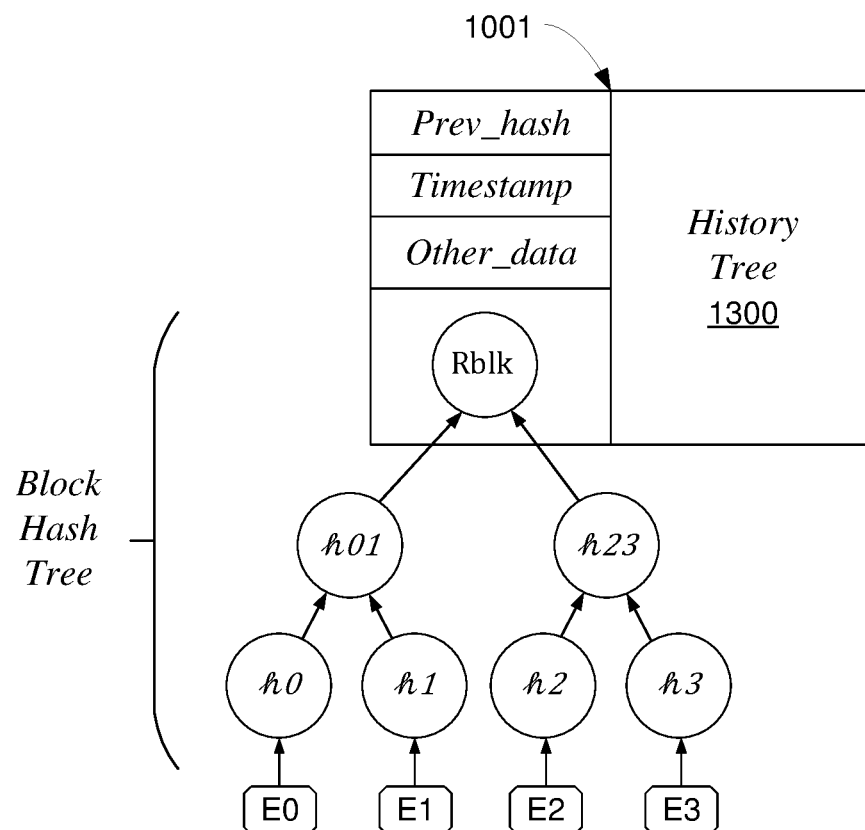 1001
Prev_hash
Timestamp
Other_data
History
Tree
1300
Rblk
Block
Hash
Tree
ℎ01
ℎ23
ℎ0
ℎ1
ℎ2
ℎ3
E0
E1
E2
E3